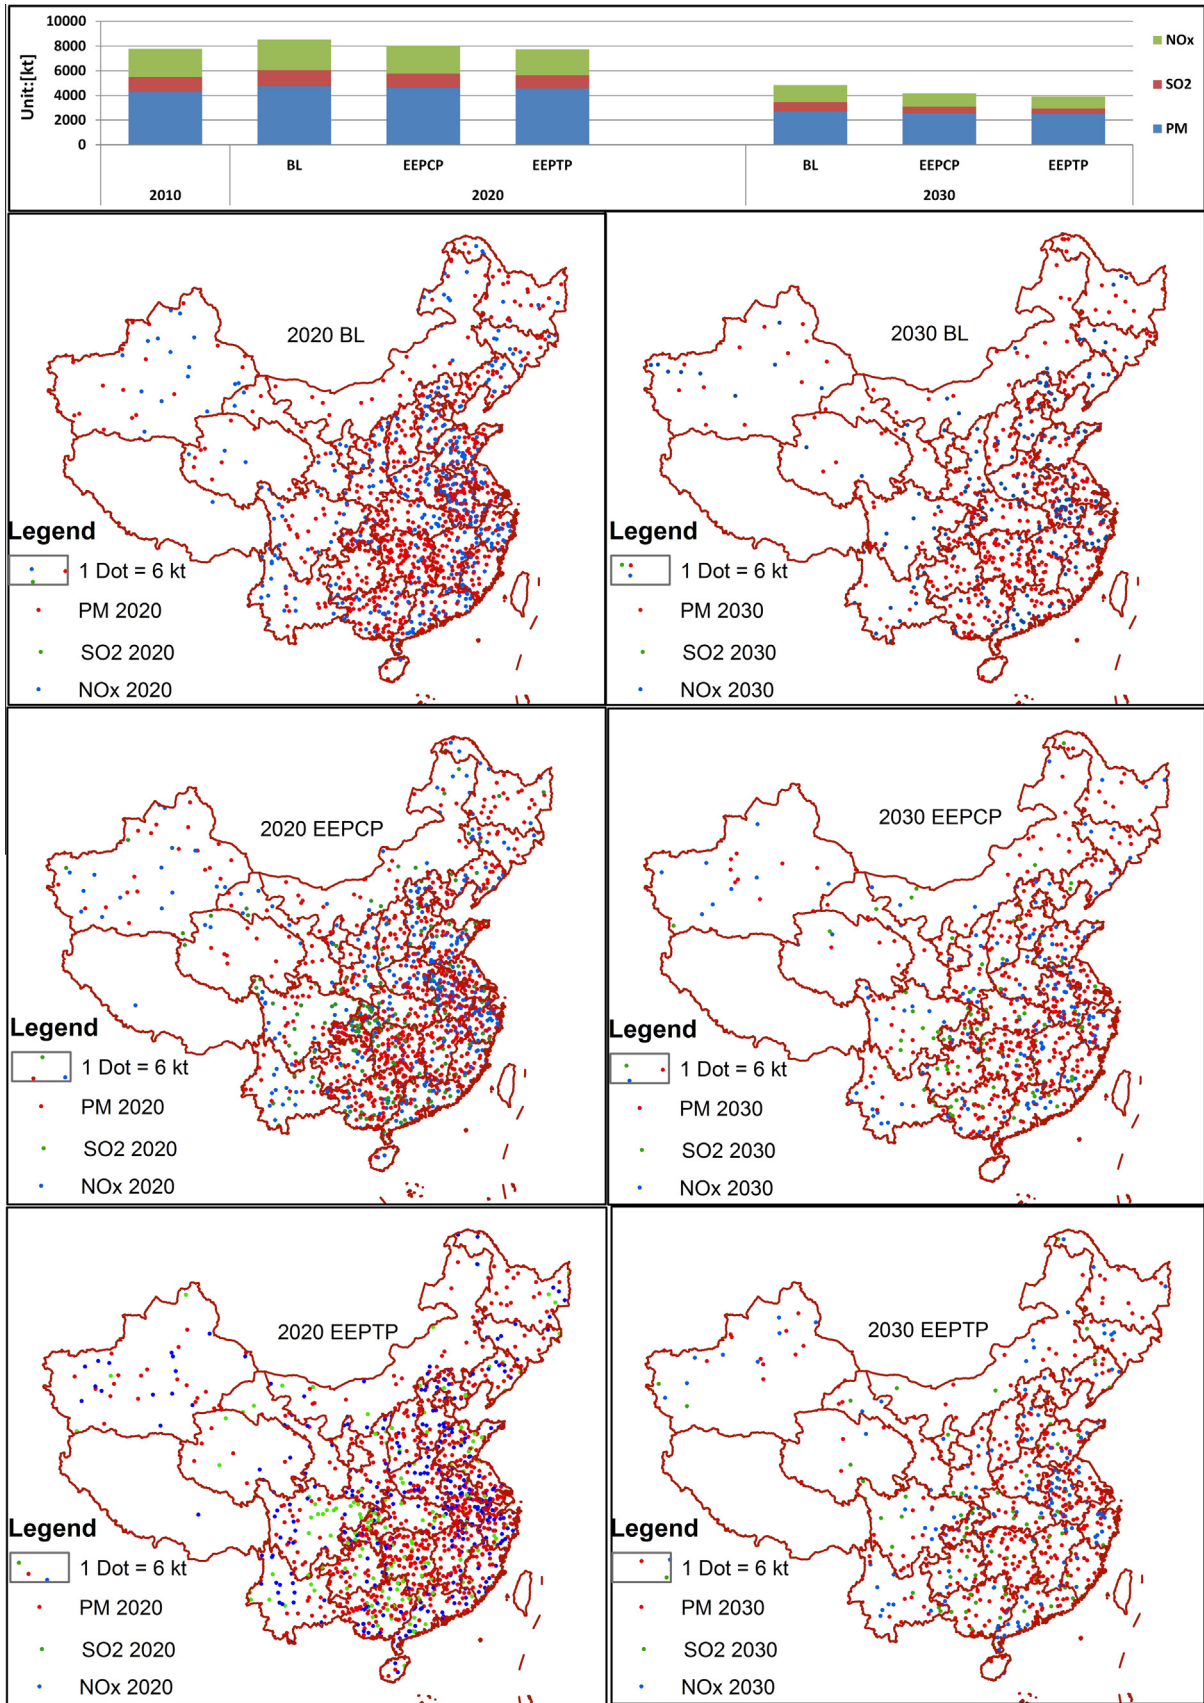 10000
8000
6000
4000
2000
0
Unit:[kt]
NOx
SO2
PM
BL EEPCP EEPTP BL EEPCP EEPTP
2010 2020 2030
2020 BL
Legend
1 Dot = 6 kt
PM 2020
SO2 2020
NOx 2020
2030 BL
Legend
1 Dot = 6 kt
PM 2030
SO2 2030
NOx 2030
2020 EEPCP
Legend
1 Dot = 6 kt
PM 2020
SO2 2020
NOx 2020
2030 EEPCP
Legend
1 Dot = 6 kt
PM 2030
SO2 2030
NOx 2030
2020 EEPTP
Legend
1 Dot = 6 kt
PM 2020
SO2 2020
NOx 2020
2030 EEPTP
Legend
1 Dot = 6 kt
PM 2030
SO2 2030
NOx 2030